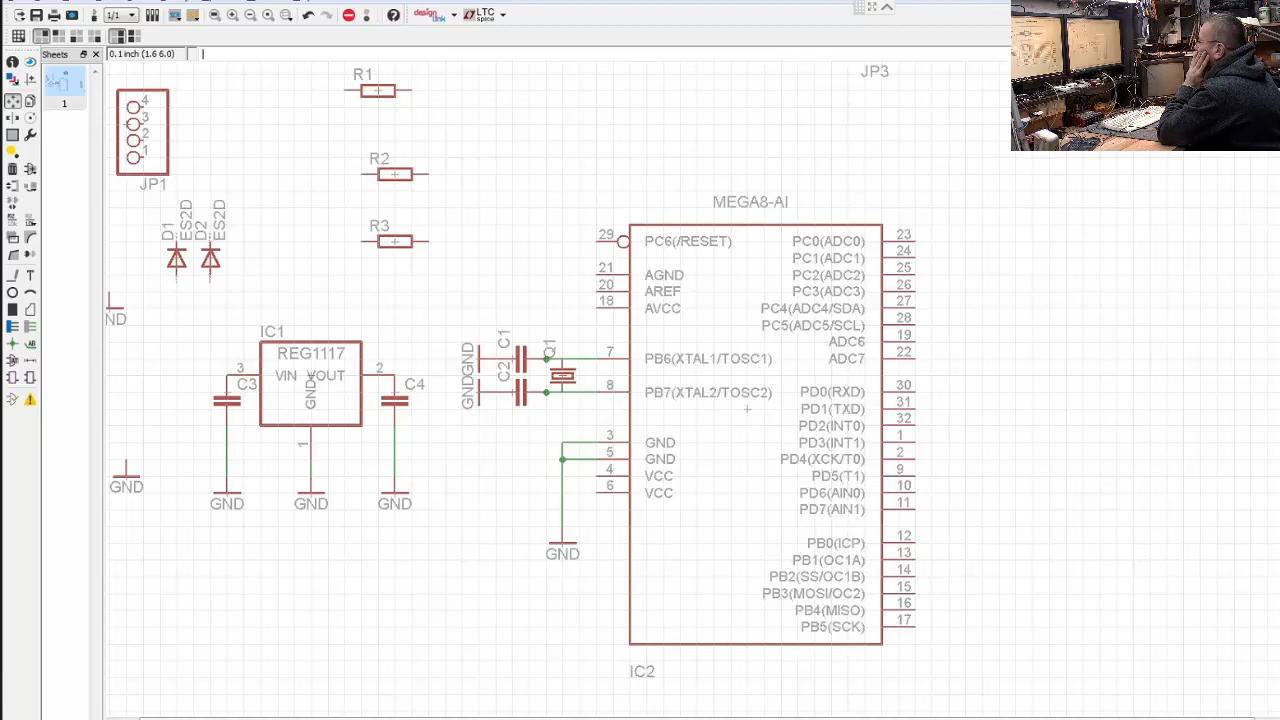 1/1
design link
LTC spice
Sheets
0.1 inch (1.6 6.0)
1
R1
JP3
4
3
2
1
JP1
R2
MEGA8-AI
D1
ES2D
D2
ES2D
R3
29
PC6(/RESET)
21
AGND
20
AREF
18
AVCC
7
PB6(XTAL1/TOSC1)
8
PB7(XTAL2/TOSC2)
3
GND
5
GND
4
VCC
6
VCC
PC0(ADC0)
23
PC1(ADC1)
24
PC2(ADC2)
25
PC3(ADC3)
26
PC4(ADC4/SDA)
27
PC5(ADC5/SCL)
28
ADC6
19
ADC7
22
PD0(RXD)
30
PD1(TXD)
31
PD2(INT0)
32
PD3(INT1)
1
PD4(XCK/T0)
2
PD5(T1)
9
PD6(AIN0)
10
PD7(AIN1)
11
PB0(ICP)
12
PB1(OC1A)
13
PB2(SS/OC1B)
14
PB3(MOSI/OC2)
15
PB4(MISO)
16
PB5(SCK)
17
IC2
ND
IC1
REG1117
3
VIN
VOUT
2
GND
1
C3
C4
GND
C1
Q1
GND
C2
GND
GND
GND
GND
GND